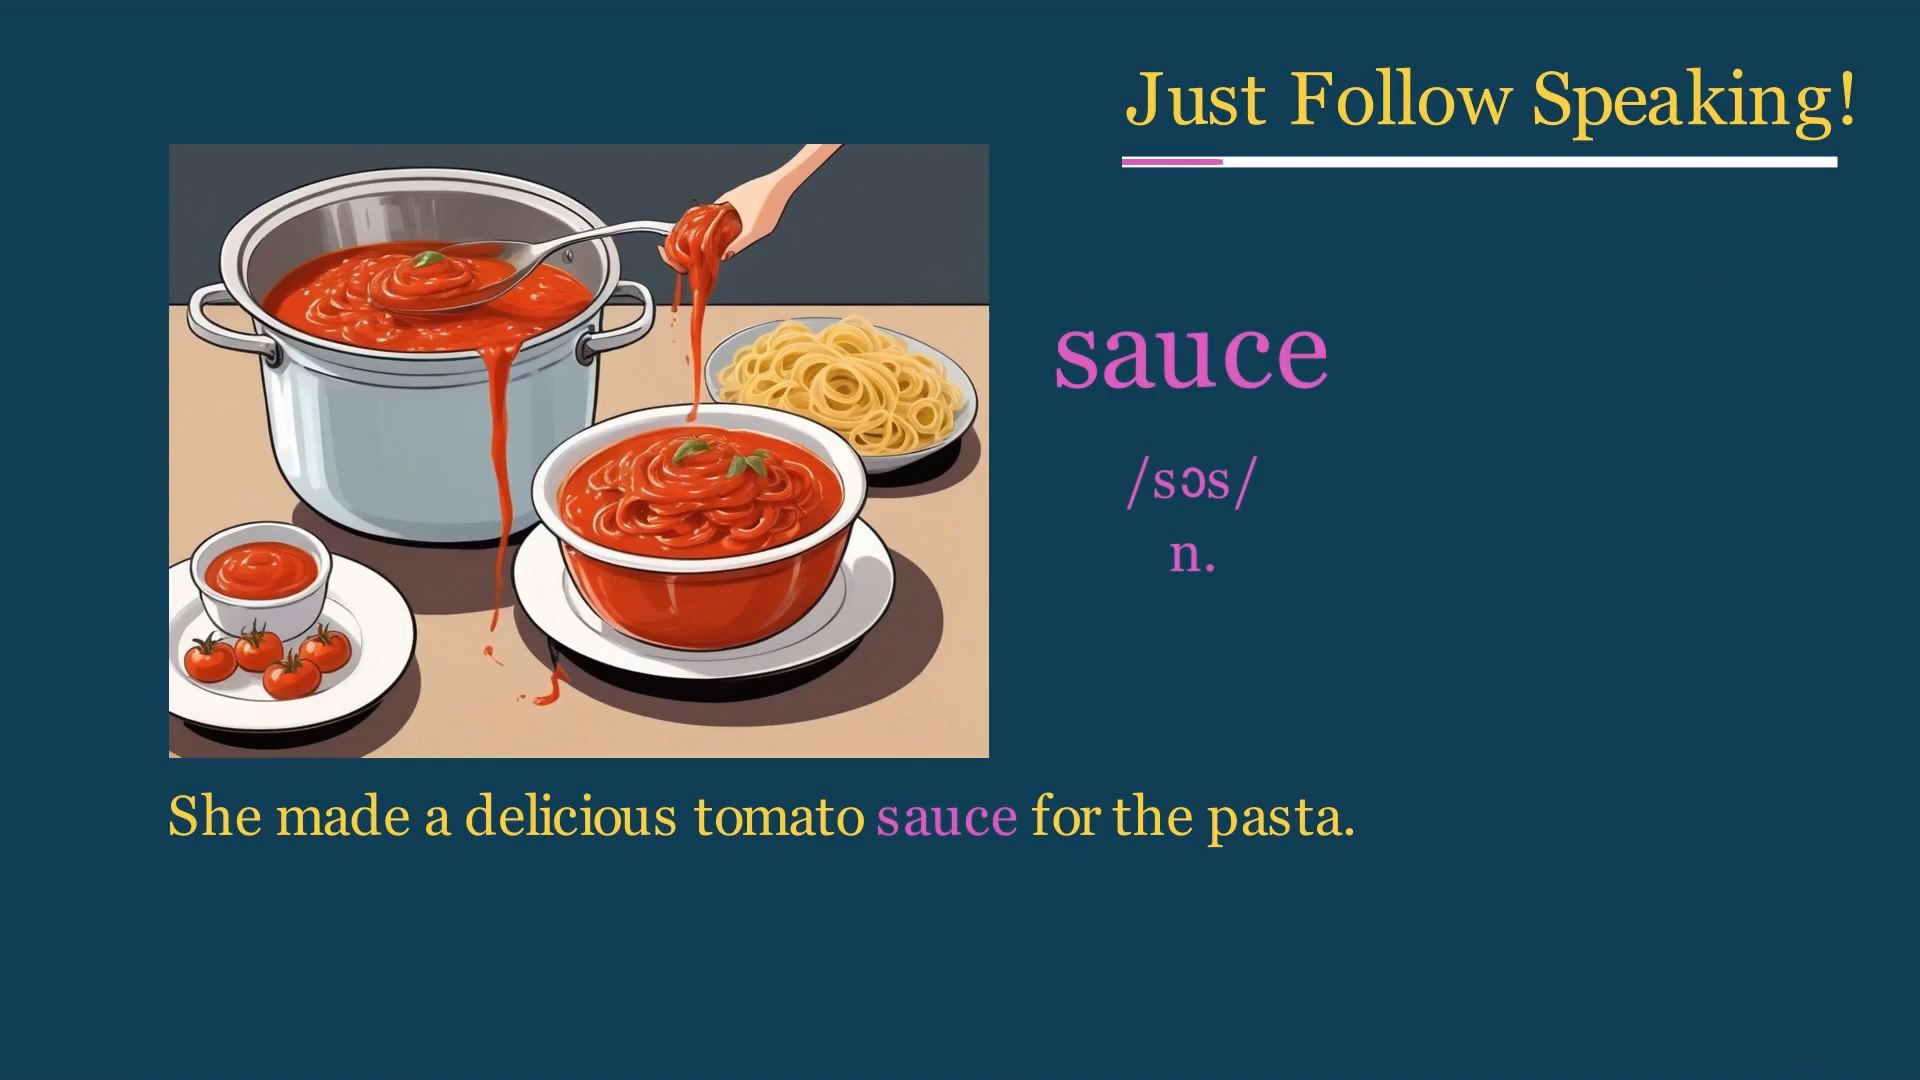 Just Follow Speaking!
sauce
/sɔs/
n.
She made a delicious tomato sauce for the pasta.